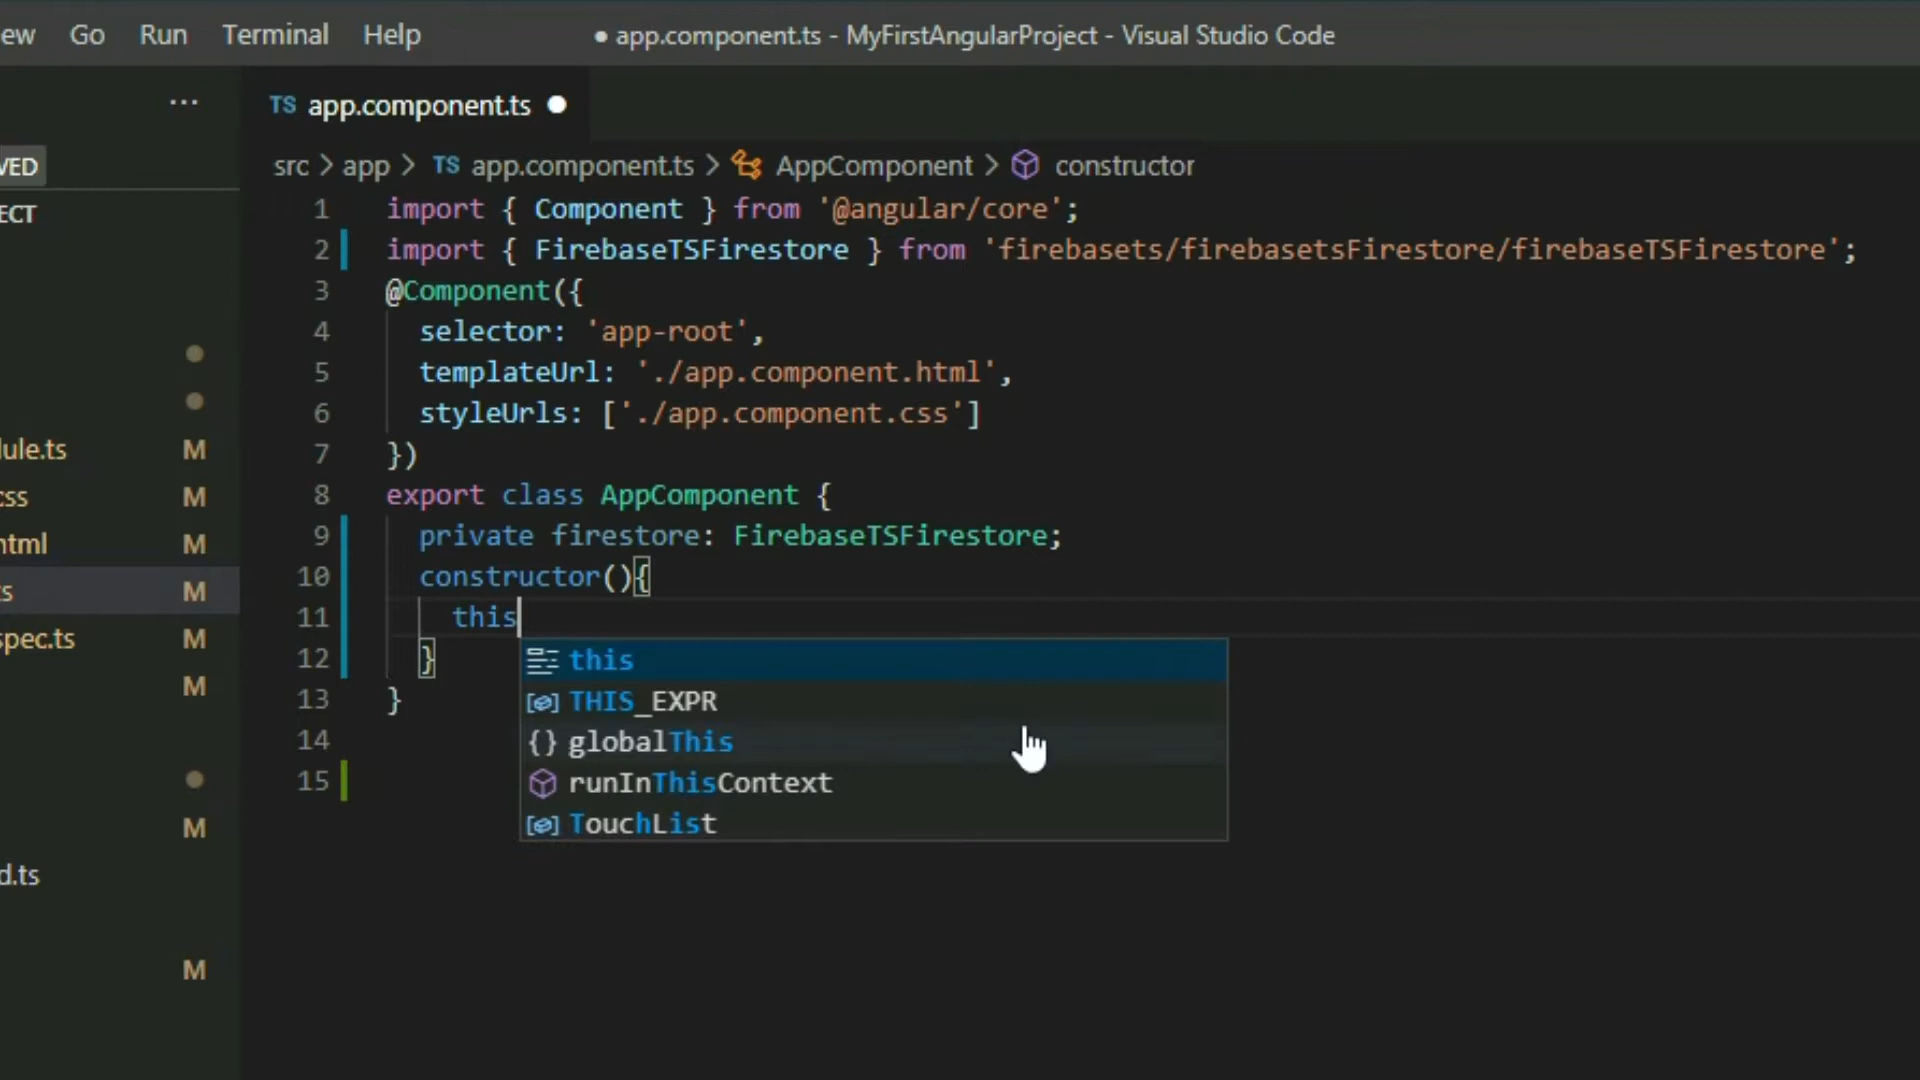 ew Go Run Terminal Help ● app.component.ts - MyFirstAngularProject - Visual Studio Code
... TS app.component.ts ●
VED src > app > TS app.component.ts > AppComponent > constructor
ECT
1 import { Component } from '@angular/core';
2 import { FirebaseTSFirestore } from 'firebasets/firebasetsFirestore/firebaseTSFirestore';
3 @Component({
4 selector: 'app-root',
5 templateUrl: './app.component.html',
6 styleUrls: ['./app.component.css']
7 })
8 export class AppComponent {
9 private firestore: FirebaseTSFirestore;
10 constructor(){
11 this
12 }
13 }
14
15
this
THIS_EXPR
{} globalThis
runInThisContext
TouchList
dule.ts M
css M
html M
ts M
spec.ts M
M
M
d.ts
M